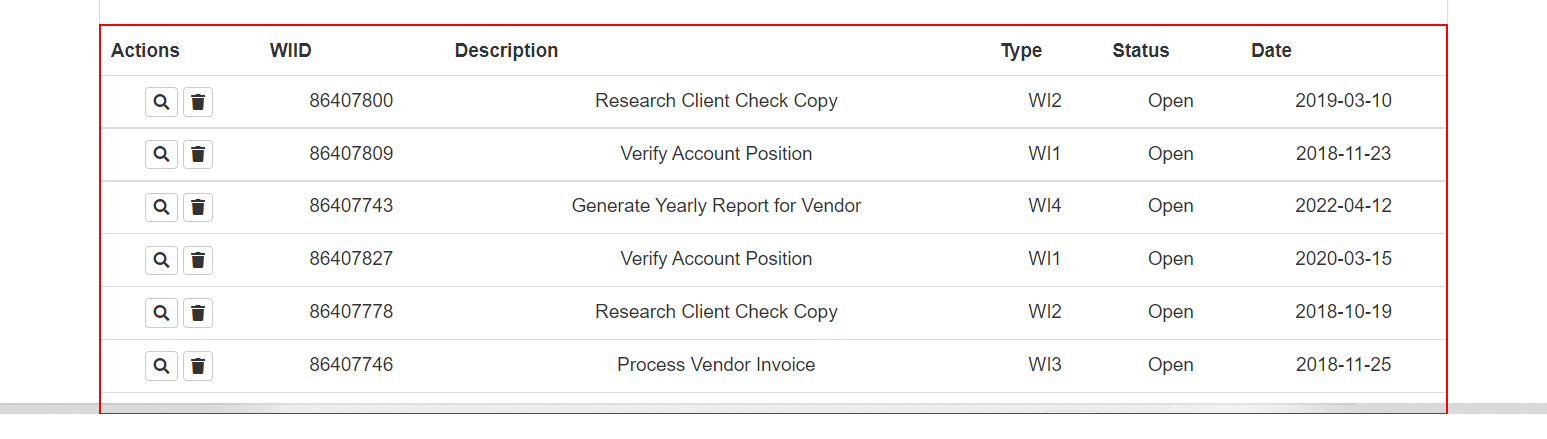 Actions WIID Description Type Status Date
86407800 Research Client Check Copy WI2 Open 2019-03-10
86407809 Verify Account Position WI1 Open 2018-11-23
86407743 Generate Yearly Report for Vendor WI4 Open 2022-04-12
86407827 Verify Account Position WI1 Open 2020-03-15
86407778 Research Client Check Copy WI2 Open 2018-10-19
86407746 Process Vendor Invoice WI3 Open 2018-11-25